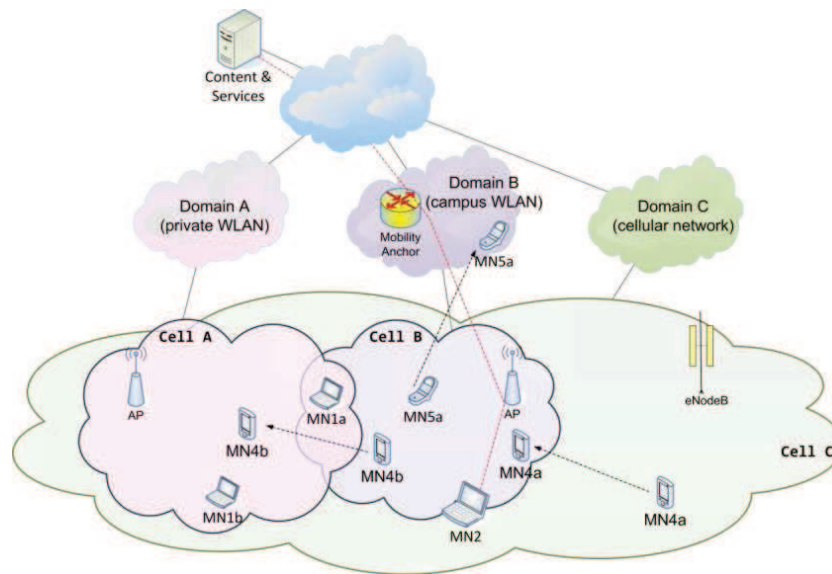 Content &
Services
Domain A
(private WLAN)
Domain B
(campus WLAN)
Mobility
Anchor
MN5a
Domain C
(cellular network)
Cell A
Cell B
AP
MN1a
MN5a
AP
eNodeB
MN4b
MN4b
MN4a
Cell C
MN1b
MN2
MN4a